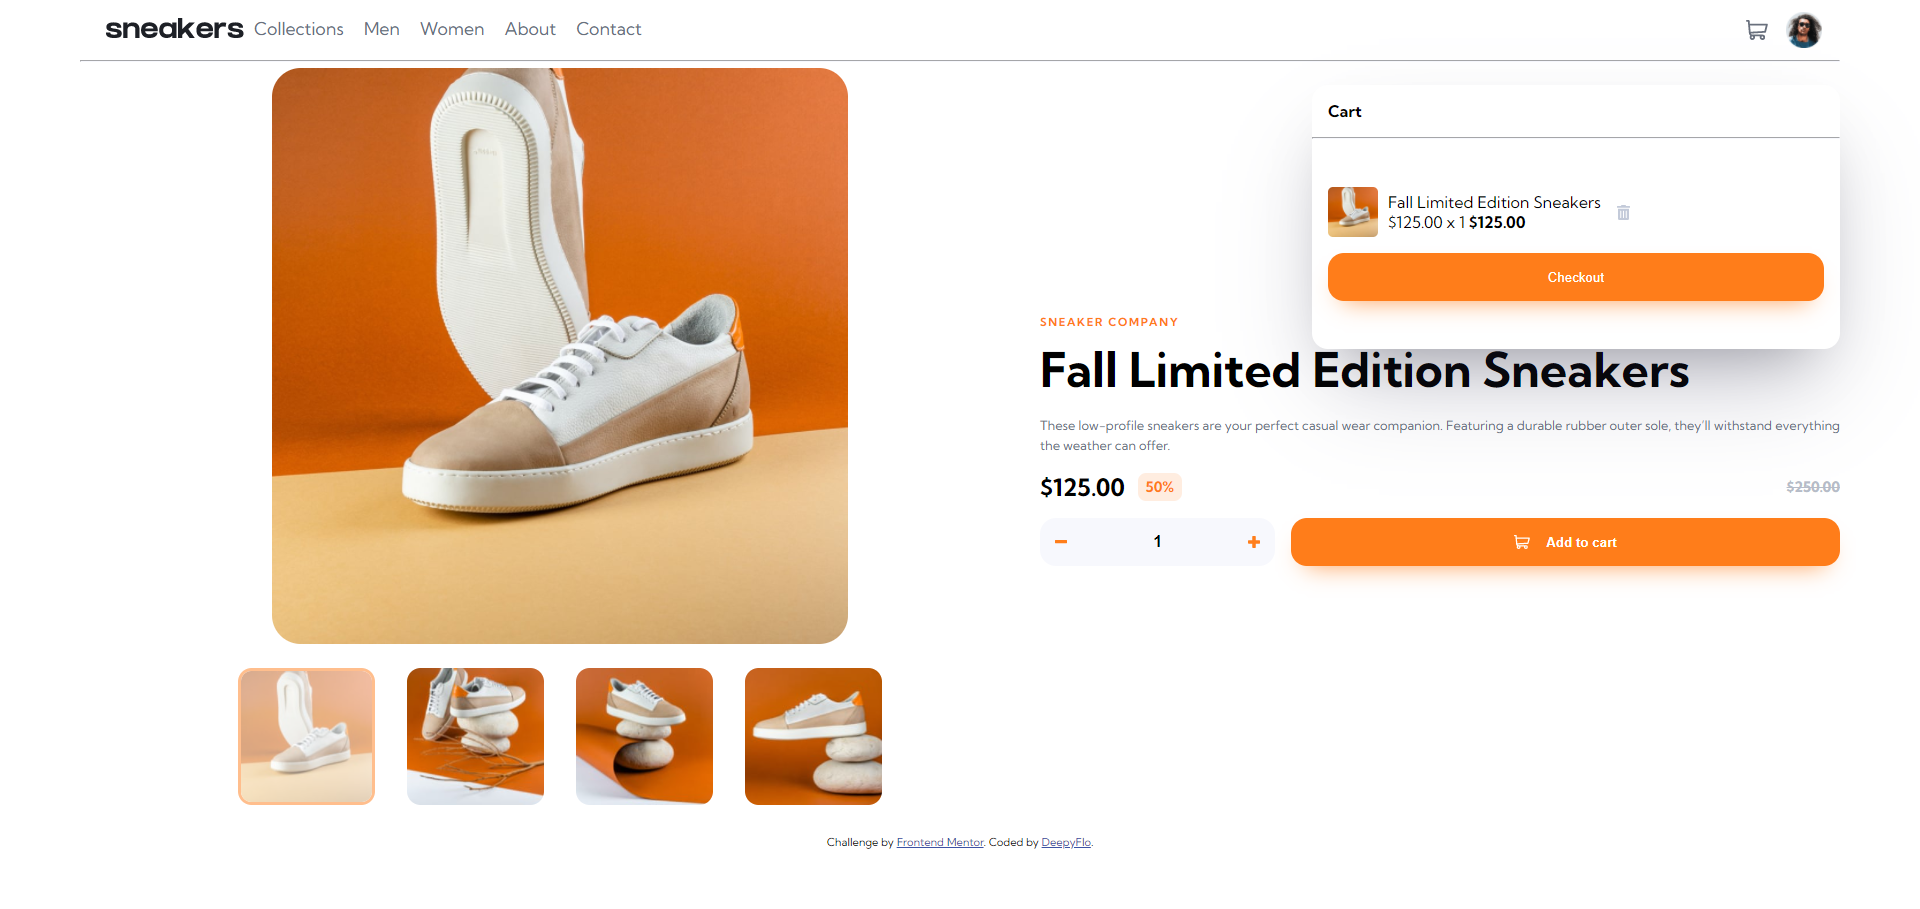 sneakers Collections Men Women About Contact
Cart
Fall Limited Edition Sneakers
$125.00 x 1 $125.00
Checkout
SNEAKER COMPANY
Fall Limited Edition Sneakers
These low-profile sneakers are your perfect casual wear companion. Featuring a durable rubber outer sole, they'll withstand everything
the weather can offer.
$125.00 50% $250.00
1 Add to cart
Challenge by Frontend Mentor. Coded by DeepyFlo.